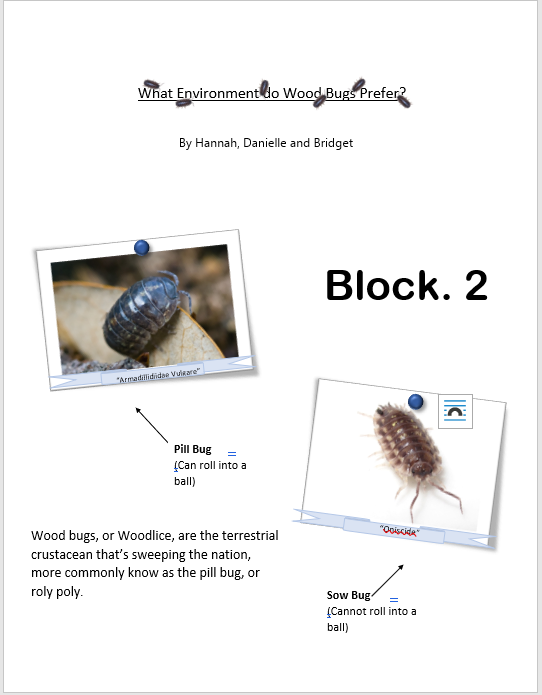 What Environment do Wood Bugs Prefer?
By Hannah, Danielle and Bridget
Block. 2
"Armadillidiidae Vulgare"
Pill Bug
(Can roll into a
ball)
"Oniscide"
Wood bugs, or Woodlice, are the terrestrial
crustacean that's sweeping the nation,
more commonly know as the pill bug, or
roly poly.
Sow Bug
(Cannot roll into a
ball)